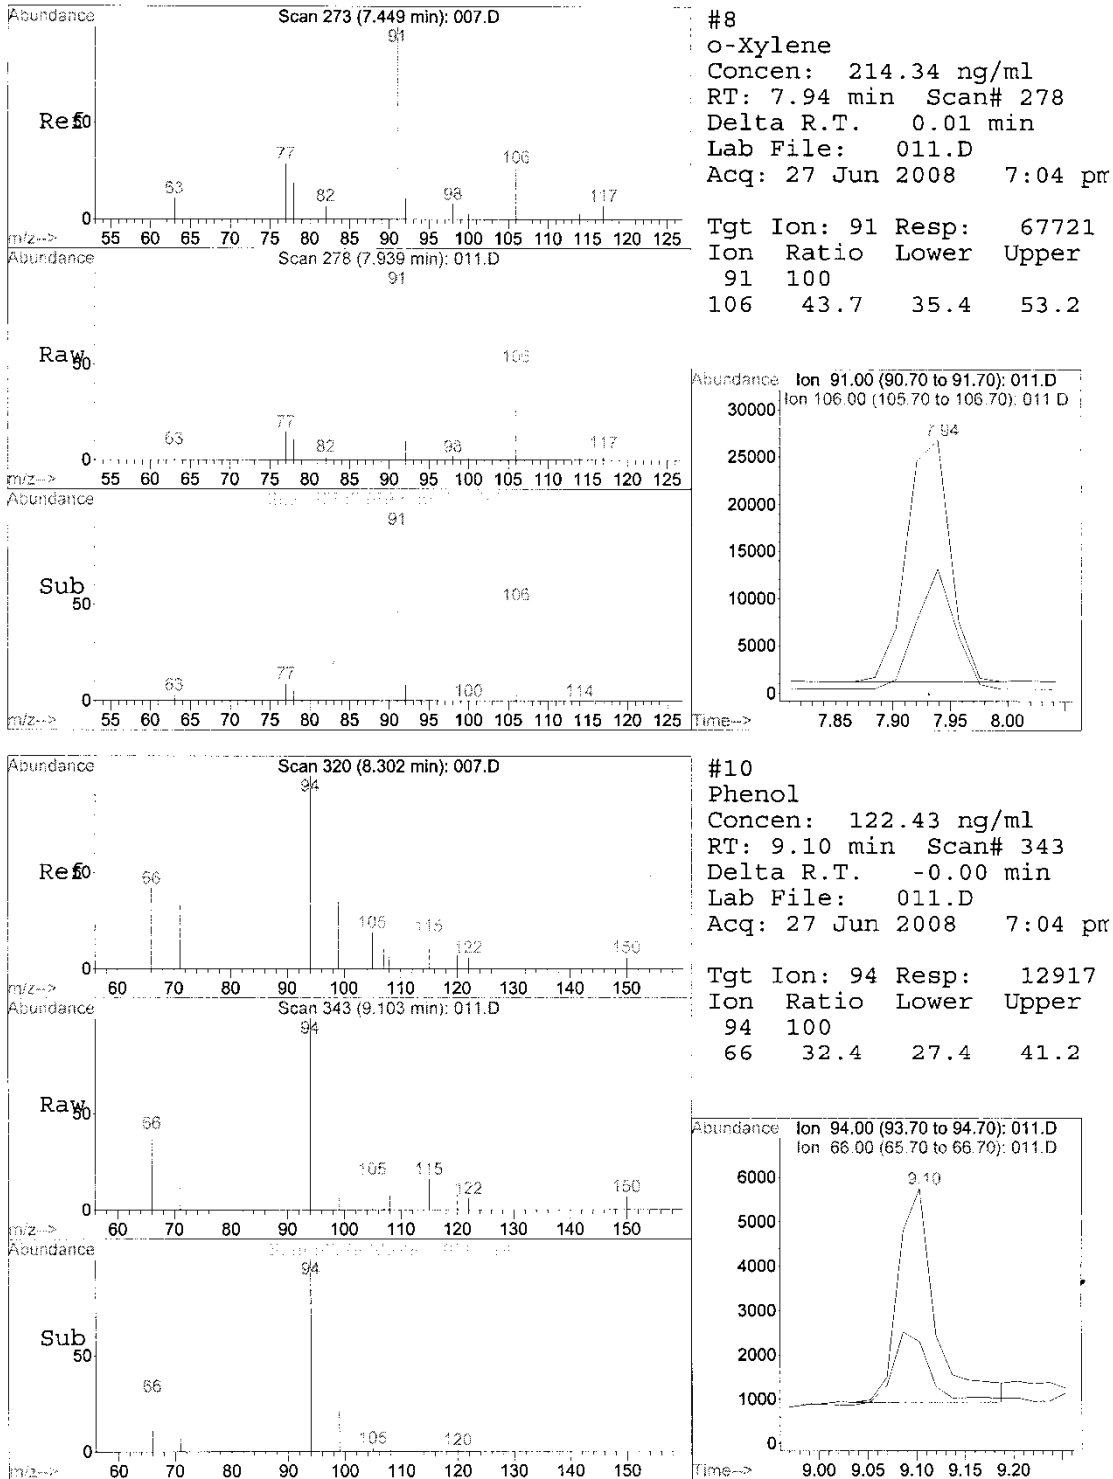 Abundance
Scan 273 (7.449 min): 007.D
91
Ref
50
77
106
63
82
98
117
0
55 60 65 70 75 80 85 90 95 100 105 110 115 120 125
m/z-->
#8
o-Xylene
Concen: 214.34 ng/ml
RT: 7.94 min Scan# 278
Delta R.T. 0.01 min
Lab File: 011.D
Acq: 27 Jun 2008 7:04 pm
Tgt Ion: 91 Resp: 67721
Ion Ratio Lower Upper
91 100
106 43.7 35.4 53.2
Abundance
Scan 278 (7.939 min): 011.D
91
Raw
50
106
77
63
82
98
117
0
55 60 65 70 75 80 85 90 95 100 105 110 115 120 125
m/z-->
Abundance
91
Sub
50
106
77
63
100
114
0
55 60 65 70 75 80 85 90 95 100 105 110 115 120 125
m/z-->
Abundance
Ion 91.00 (90.70 to 91.70): 011.D
Ion 106.00 (105.70 to 106.70): 011.D
30000
7.94
25000
20000
15000
10000
5000
0
Time-->
7.85 7.90 7.95 8.00
Abundance
Scan 320 (8.302 min): 007.D
94
Ref
50
66
105
115
122
150
0
60 70 80 90 100 110 120 130 140 150
m/z-->
#10
Phenol
Concen: 122.43 ng/ml
RT: 9.10 min Scan# 343
Delta R.T. -0.00 min
Lab File: 011.D
Acq: 27 Jun 2008 7:04 pm
Tgt Ion: 94 Resp: 12917
Ion Ratio Lower Upper
94 100
66 32.4 27.4 41.2
Abundance
Scan 343 (9.103 min): 011.D
94
Raw
50
66
105
115
122
150
0
60 70 80 90 100 110 120 130 140 150
m/z-->
Abundance
94
Sub
50
66
105
120
0
60 70 80 90 100 110 120 130 140 150
m/z-->
Abundance
Ion 94.00 (93.70 to 94.70): 011.D
Ion 66.00 (65.70 to 66.70): 011.D
6000
9.10
5000
4000
3000
2000
1000
0
Time-->
9.00 9.05 9.10 9.15 9.20